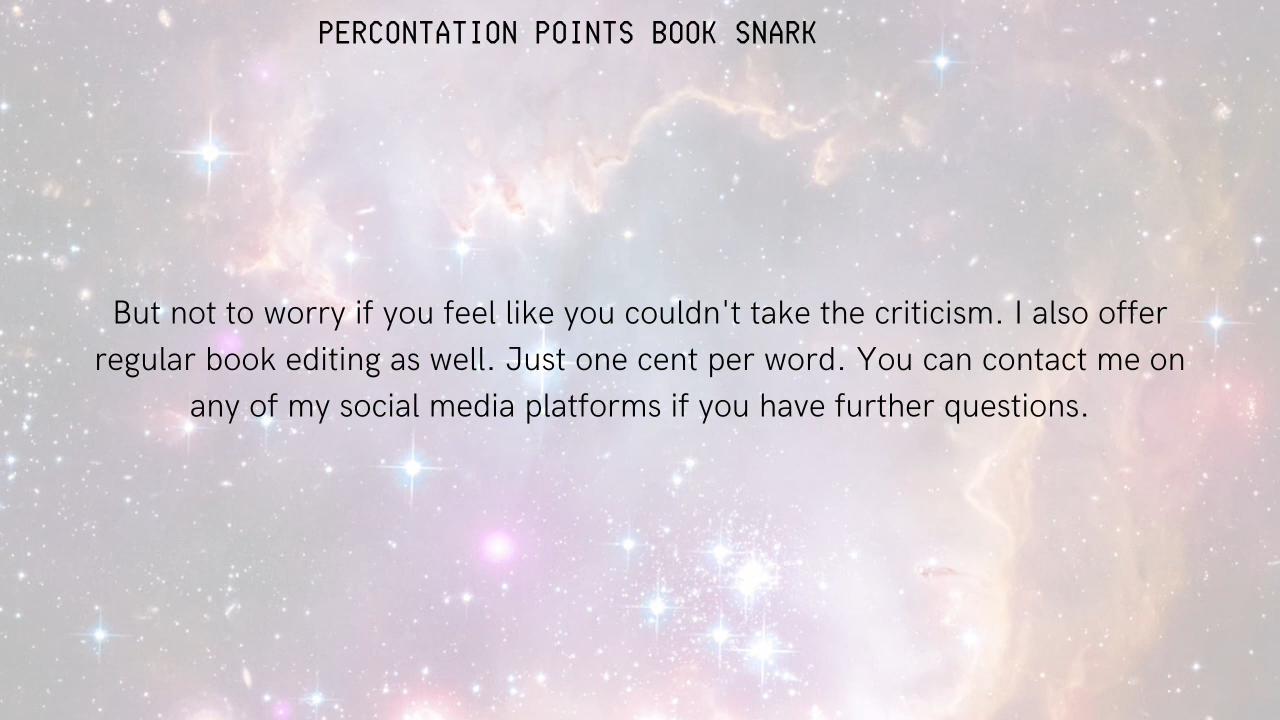 PERCONTATION POINTS BOOK SNARK
But not to worry if you feel like you couldn't take the criticism. I also offer
regular book editing as well. Just one cent per word. You can contact me on
any of my social media platforms if you have further questions.